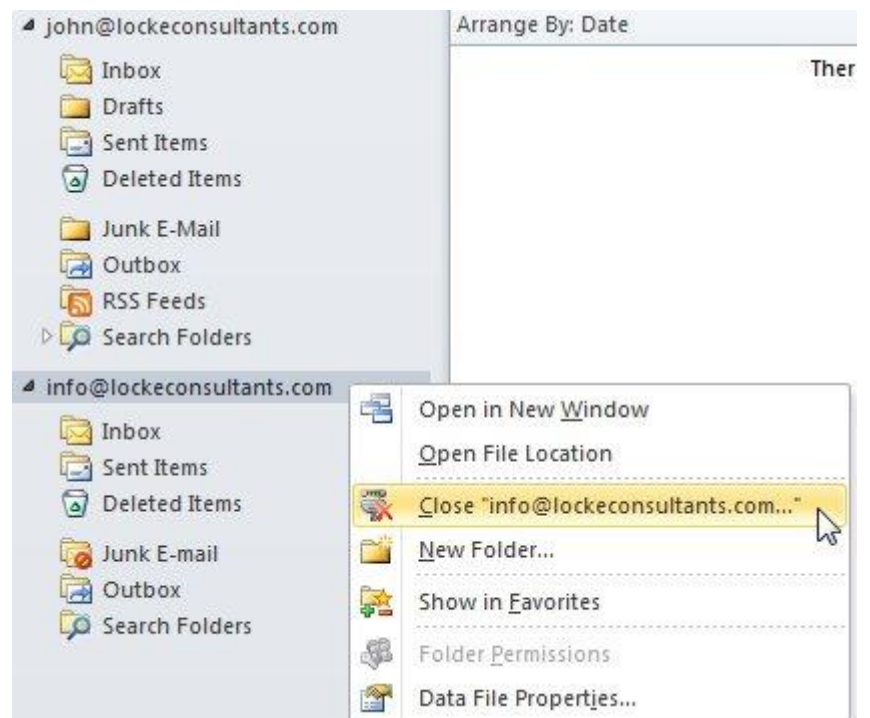 john@lockeconsultants.com
Inbox
Drafts
Sent Items
Deleted Items
Junk E-Mail
Outbox
RSS Feeds
Search Folders
info@lockeconsultants.com
Inbox
Sent Items
Deleted Items
Junk E-mail
Outbox
Search Folders
Arrange By: Date
Ther
Open in New Window
Open File Location
Close "info@lockeconsultants.com..."
New Folder...
Show in Favorites
Folder Permissions
Data File Properties...